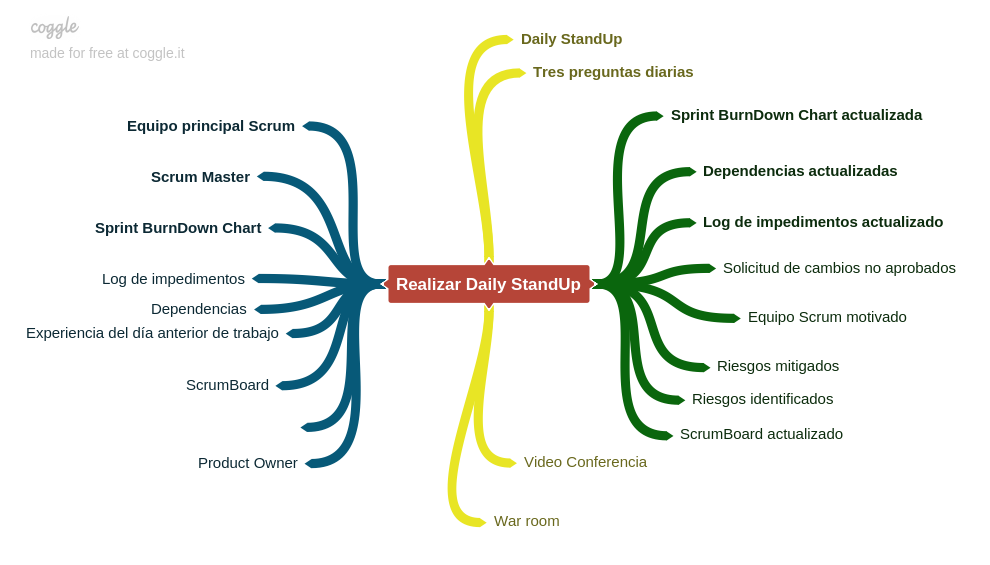 coggle
made for free at coggle.it
Daily StandUp
Tres preguntas diarias
Equipo principal Scrum
Scrum Master
Sprint BurnDown Chart
Log de impedimentos
Dependencias
Experiencia del día anterior de trabajo
ScrumBoard
Product Owner
Realizar Daily StandUp
Sprint BurnDown Chart actualizada
Dependencias actualizadas
Log de impedimentos actualizado
Solicitud de cambios no aprobados
Equipo Scrum motivado
Riesgos mitigados
Riesgos identificados
ScrumBoard actualizado
Video Conferencia
War room